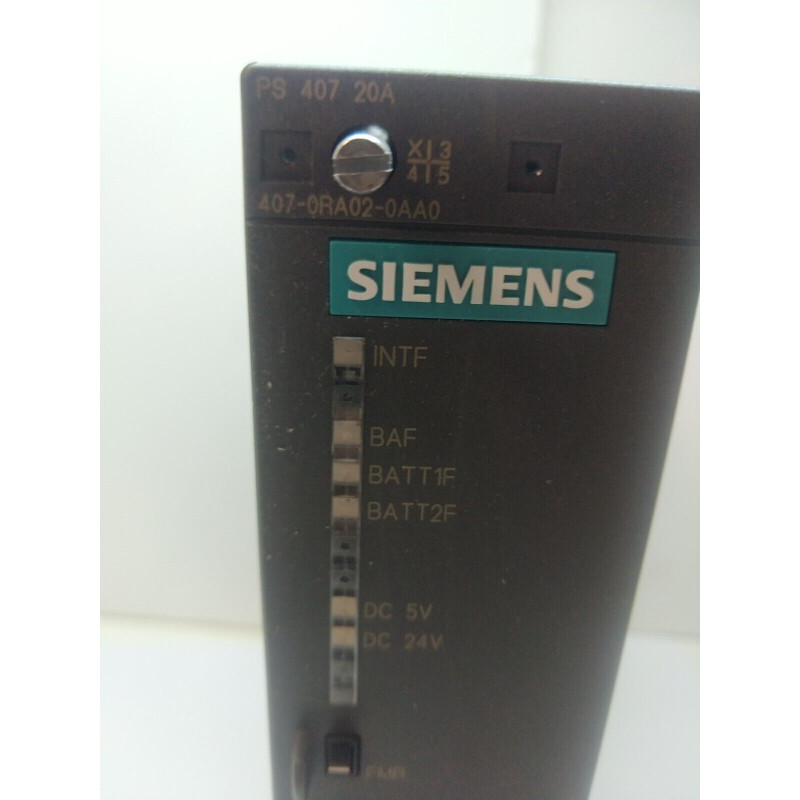 PS 407 20A
X 3
4 5
407-0RA02-0AA0
SIEMENS
INTF
BAF
BATT1F
BATT2F
DC 5V
DC 24V
FMR